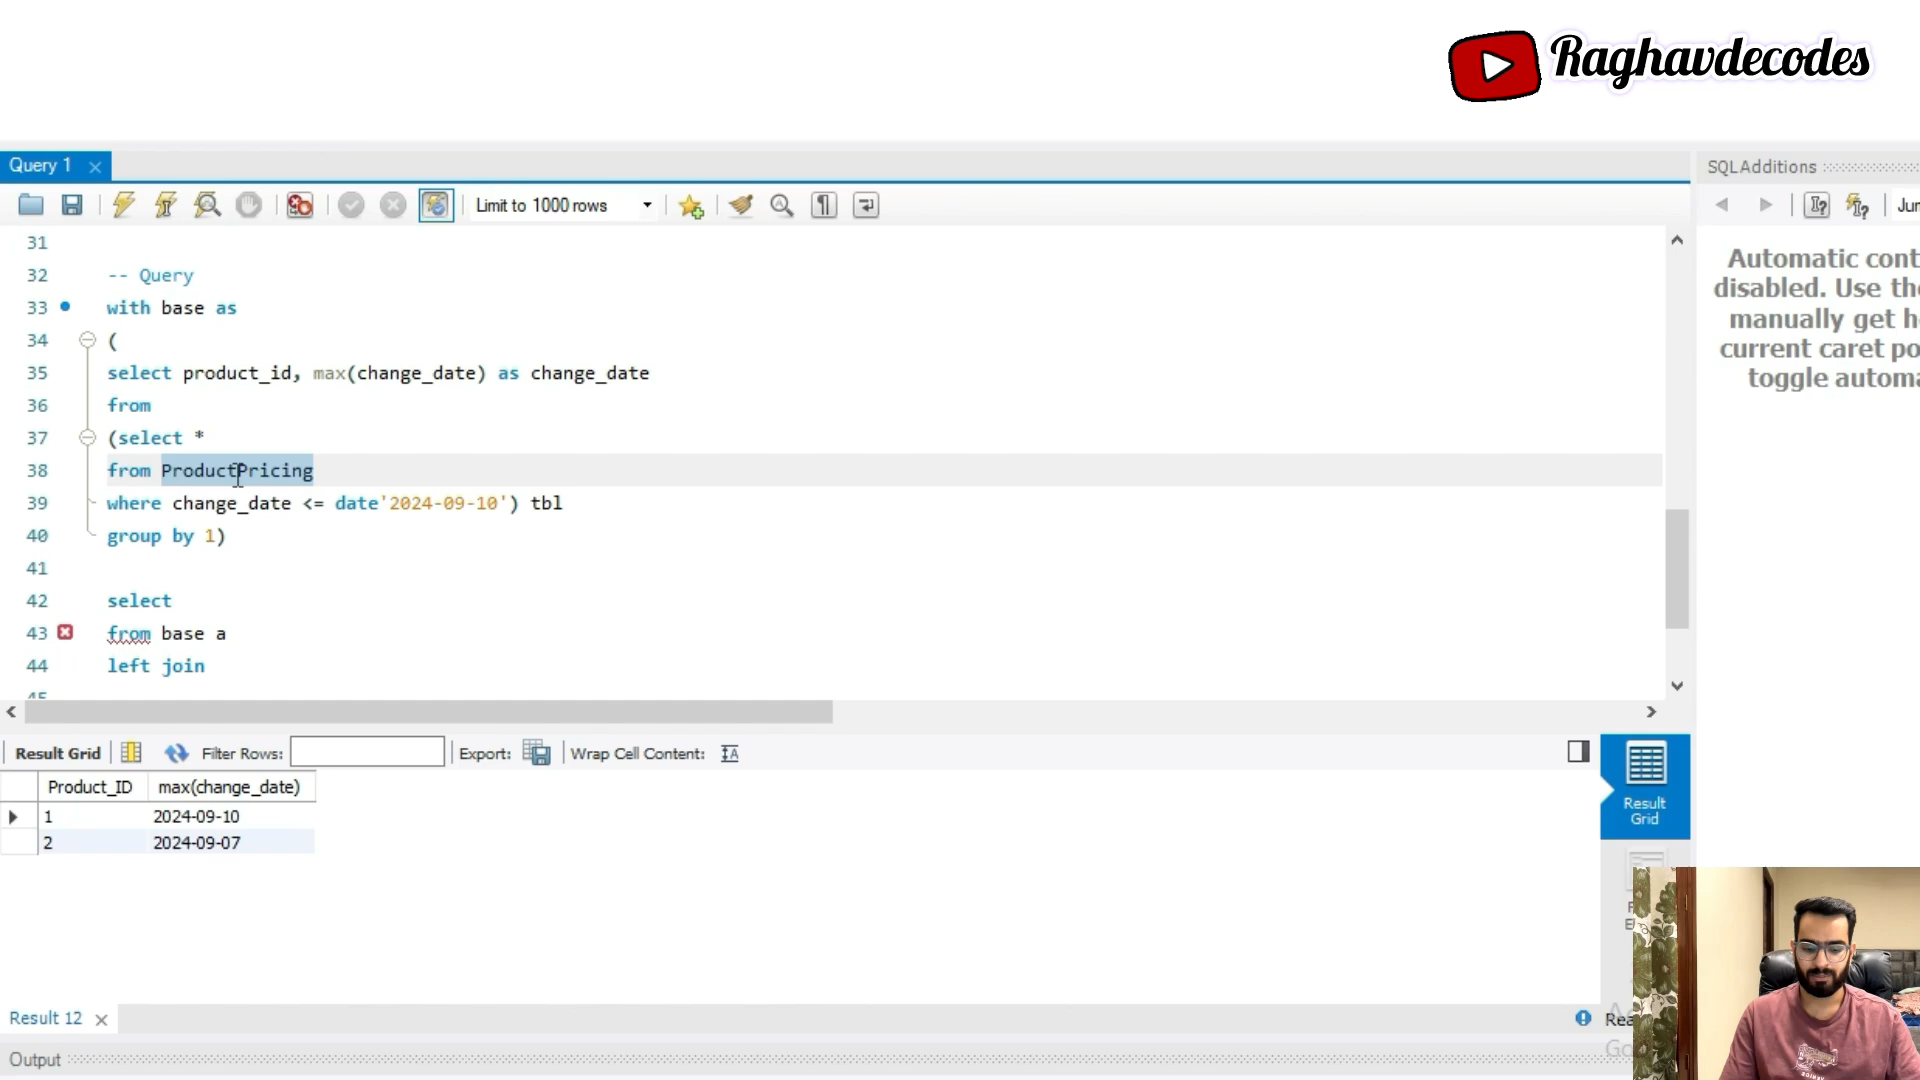 Raghavdecodes
Query 1
SQLAdditions
Limit to 1000 rows
Jun
31
32 -- Query
33 with base as
34 (
35 select product_id, max(change_date) as change_date
36 from
37 (select *
38 from ProductPricing
39 where change_date <= date'2024-09-10') tbl
40 group by 1)
41
42 select
43 from base a
44 left join
45
Automatic cont
disabled. Use the
manually get h
current caret po
toggle automa
Result Grid
Filter Rows:
Export:
Wrap Cell Content:
Product_ID max(change_date)
1 2024-09-10
2 2024-09-07
Result
Grid
Result 12
Rea
Output